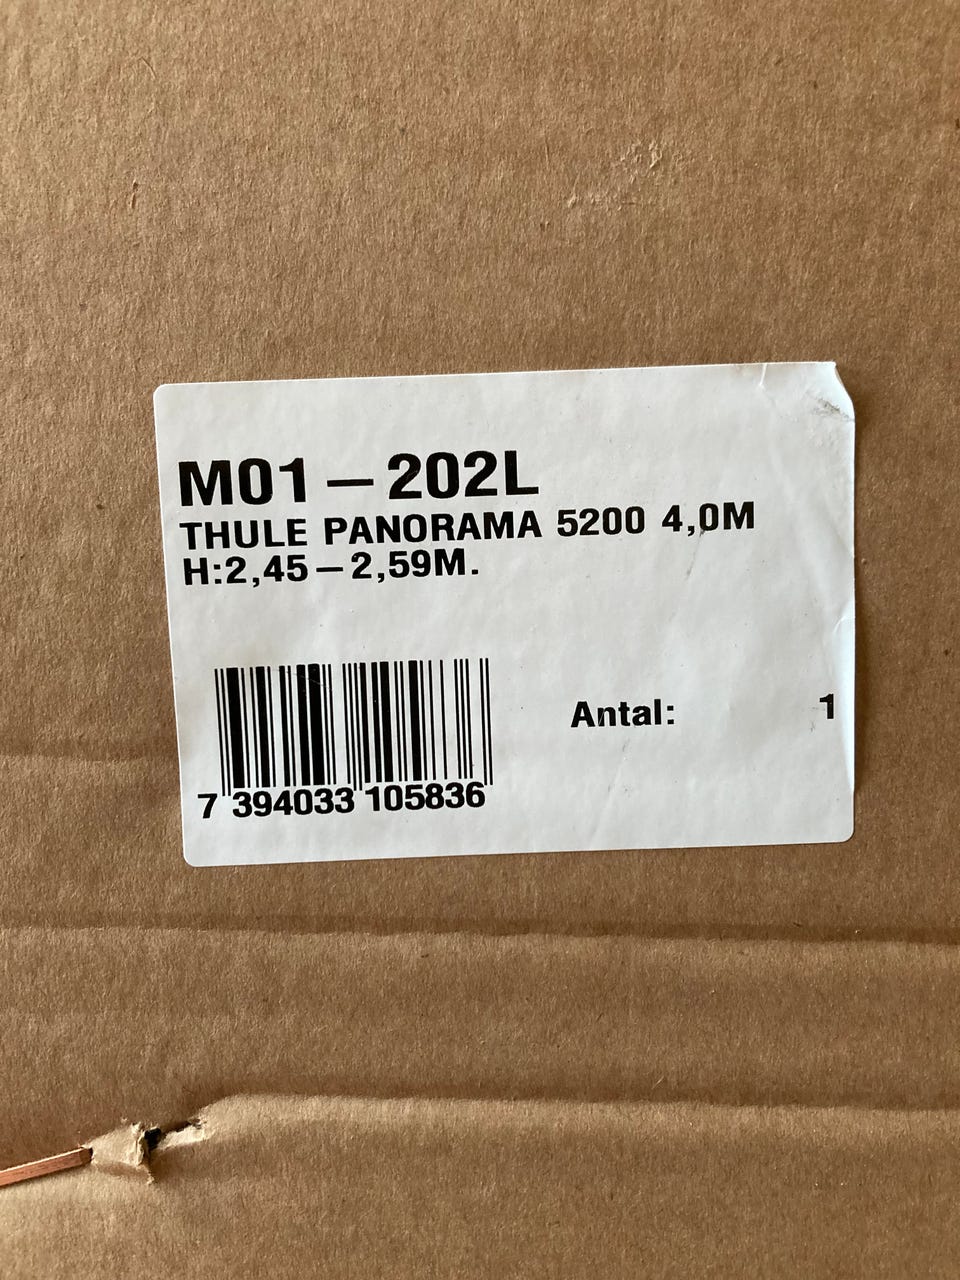 M01-202L
THULE PANORAMA 5200 4,0M
H:2,45-2,59M.
Antal: 1
7 394033 105836